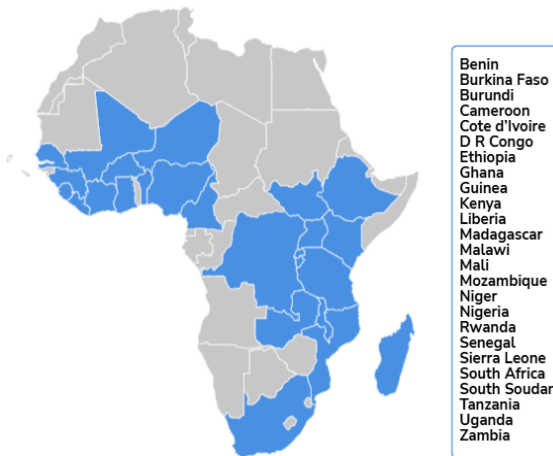 Benin
Burkina Faso
Burundi
Cameroon
Cote d'Ivoire
D R Congo
Ethiopia
Ghana
Guinea
Kenya
Liberia
Madagascar
Malawi
Mali
Mozambique
Niger
Nigeria
Rwanda
Senegal
Sierra Leone
South Africa
South Soudan
Tanzania
Uganda
Zambia